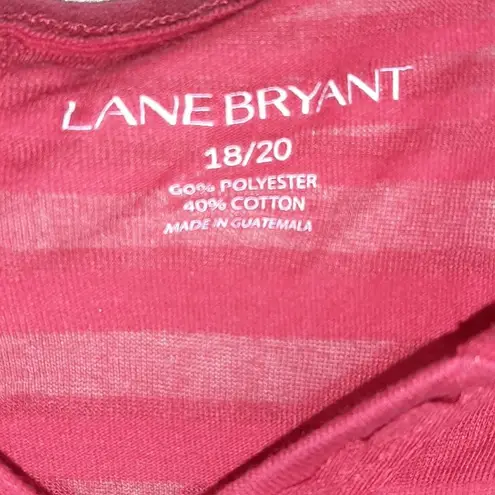 LANE BRYANT
18/20
60% POLYESTER
40% COTTON
MADE IN GUATEMALA